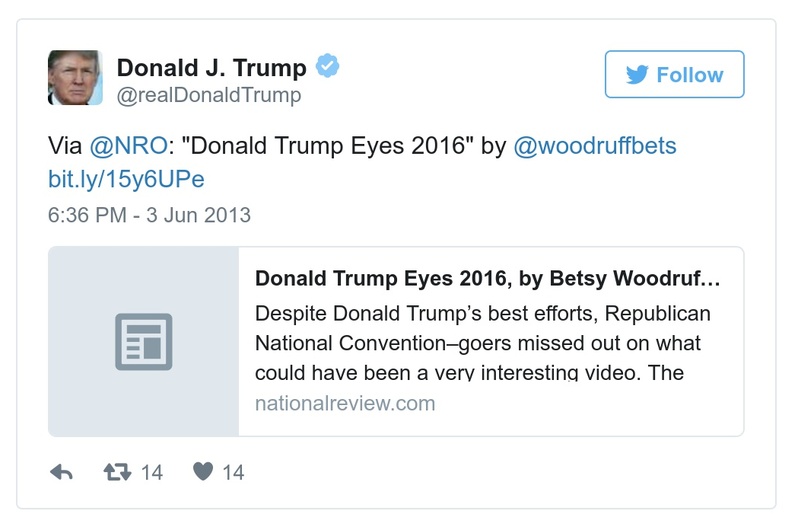 Donald J. Trump
@realDonaldTrump
Follow
Via @NRO: "Donald Trump Eyes 2016" by @woodruffbets
bit.ly/15y6UPe
6:36 PM - 3 Jun 2013
Donald Trump Eyes 2016, by Betsy Woodruf…
Despite Donald Trump’s best efforts, Republican
National Convention–goers missed out on what
could have been a very interesting video. The
nationalreview.com
14 14